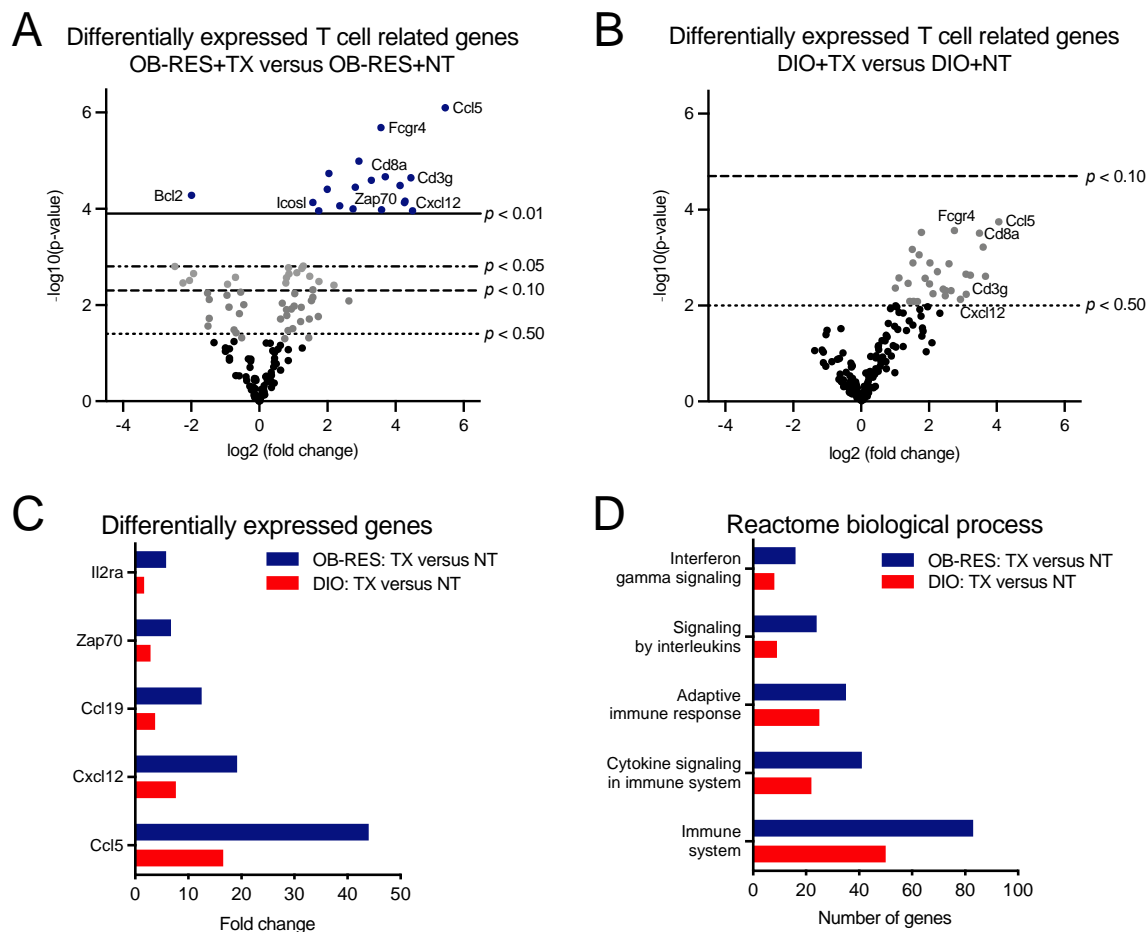 A
Differentially expressed T cell related genes
OB-RES+TX versus OB-RES+NT
-log10(p-value)
6
4
2
0
Ccl5
Fcgr4
Cd8a
Cd3g
Bcl2
Icosl
Zap70
Cxcl12
p < 0.01
p < 0.05
p < 0.10
p < 0.50
-4
-2
0
2
4
6
log2 (fold change)
B
Differentially expressed T cell related genes
DIO+TX versus DIO+NT
-log10(p-value)
6
4
2
0
p < 0.10
Fcgr4
Ccl5
Cd8a
Cd3g
Cxcl12
p < 0.50
-4
-2
0
2
4
6
log2 (fold change)
C
Differentially expressed genes
OB-RES: TX versus NT
DIO: TX versus NT
Il2ra
Zap70
Ccl19
Cxcl12
Ccl5
0
10
20
30
40
50
Fold change
D
Reactome biological process
OB-RES: TX versus NT
DIO: TX versus NT
Interferon
gamma signaling
Signaling
by interleukins
Adaptive
immune response
Cytokine signaling
in immune system
Immune
system
0
20
40
60
80
100
Number of genes